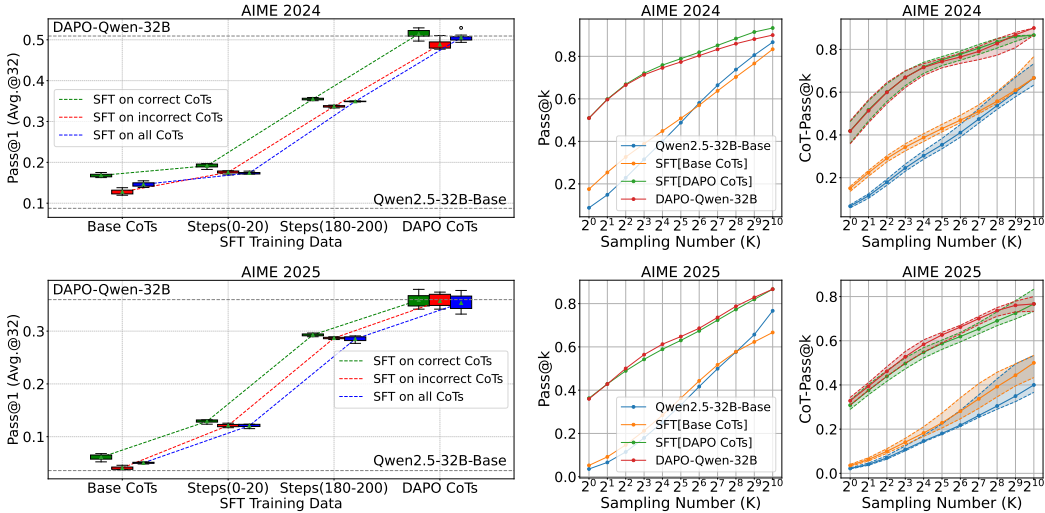 AIME 2024
DAPO-Qwen-32B
Pass@1 (Avg.@32)
0.5
0.4
0.3
0.2
0.1
SFT on correct CoTs
SFT on incorrect CoTs
SFT on all CoTs
Qwen2.5-32B-Base
Base CoTs Steps(0-20) Steps(180-200) DAPO CoTs
SFT Training Data
AIME 2024
Pass@k
0.8
0.6
0.4
0.2
Qwen2.5-32B-Base
SFT[Base CoTs]
SFT[DAPO CoTs]
DAPO-Qwen-32B
2^0 2^1 2^2 2^3 2^4 2^5 2^6 2^7 2^8 2^9 2^10
Sampling Number (K)
AIME 2024
CoT-Pass@k
0.8
0.6
0.4
0.2
2^0 2^1 2^2 2^3 2^4 2^5 2^6 2^7 2^8 2^9 2^10
Sampling Number (K)
AIME 2025
DAPO-Qwen-32B
Pass@1 (Avg.@32)
0.3
0.2
0.1
SFT on correct CoTs
SFT on incorrect CoTs
SFT on all CoTs
Qwen2.5-32B-Base
Base CoTs Steps(0-20) Steps(180-200) DAPO CoTs
SFT Training Data
AIME 2025
Pass@k
0.8
0.6
0.4
0.2
0.0
Qwen2.5-32B-Base
SFT[Base CoTs]
SFT[DAPO CoTs]
DAPO-Qwen-32B
2^0 2^1 2^2 2^3 2^4 2^5 2^6 2^7 2^8 2^9 2^10
Sampling Number (K)
AIME 2025
CoT-Pass@k
0.8
0.6
0.4
0.2
0.0
2^0 2^1 2^2 2^3 2^4 2^5 2^6 2^7 2^8 2^9 2^10
Sampling Number (K)